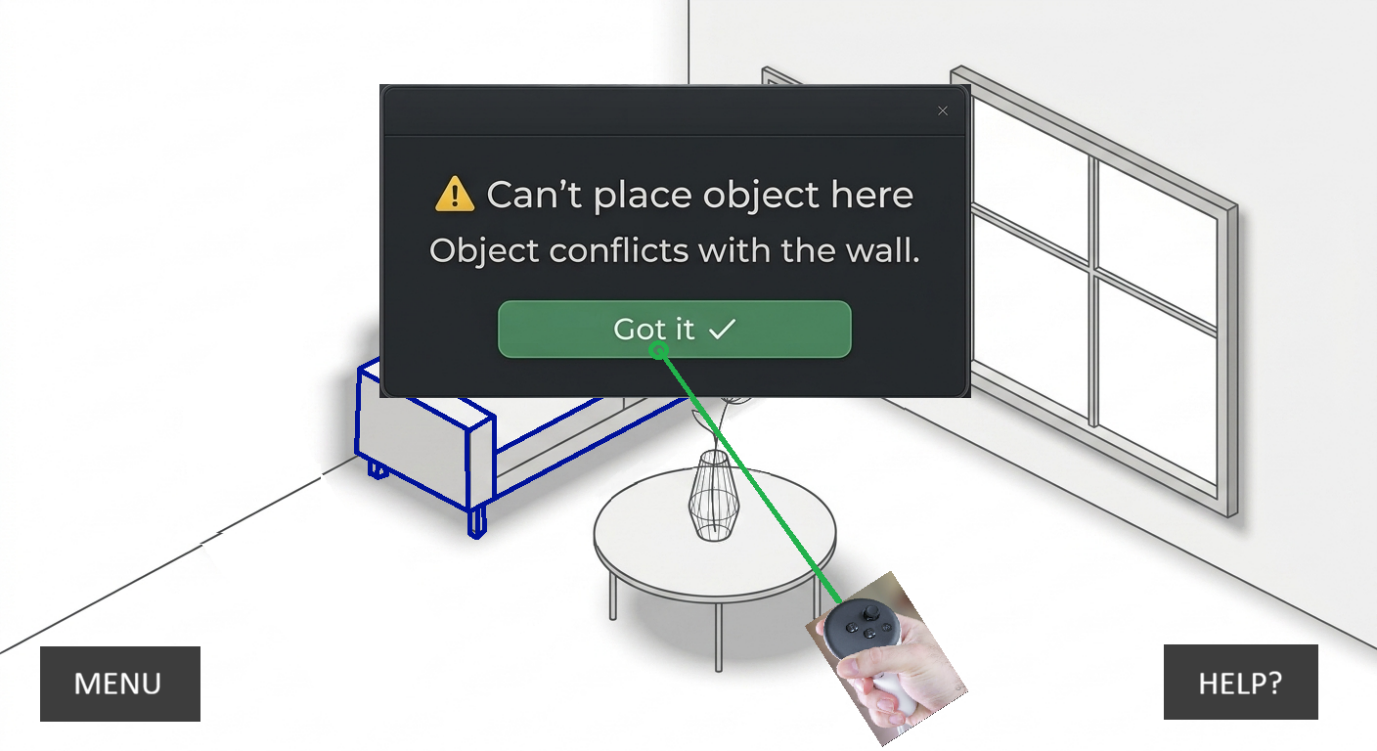 ⚠ Can’t place object here
Object conflicts with the wall.
Got it ✓
MENU
HELP?